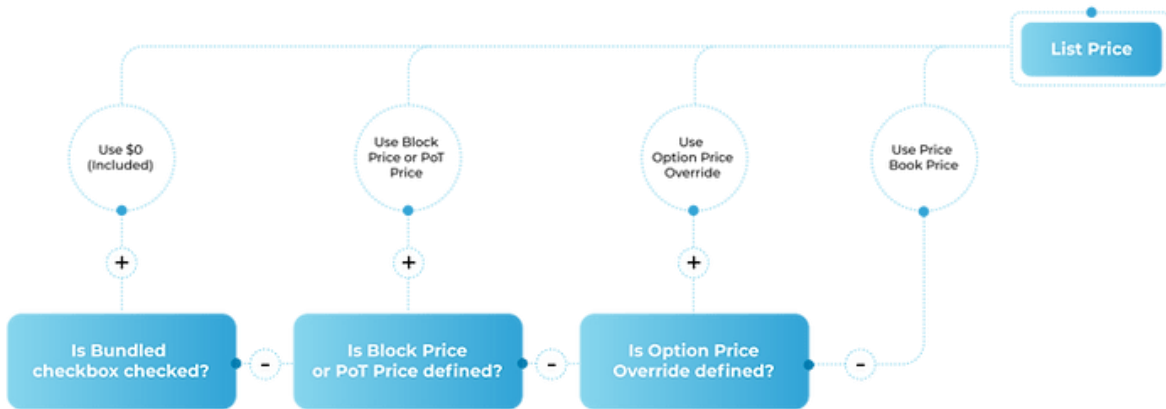 List Price
Use $0
(Included)
Use Block
Price or PoT
Price
Use
Option Price
Override
Use Price
Book Price
+
+
+
Is Bundled
checkbox checked?
-
Is Block Price
or PoT Price defined?
-
Is Option Price
Override defined?
-